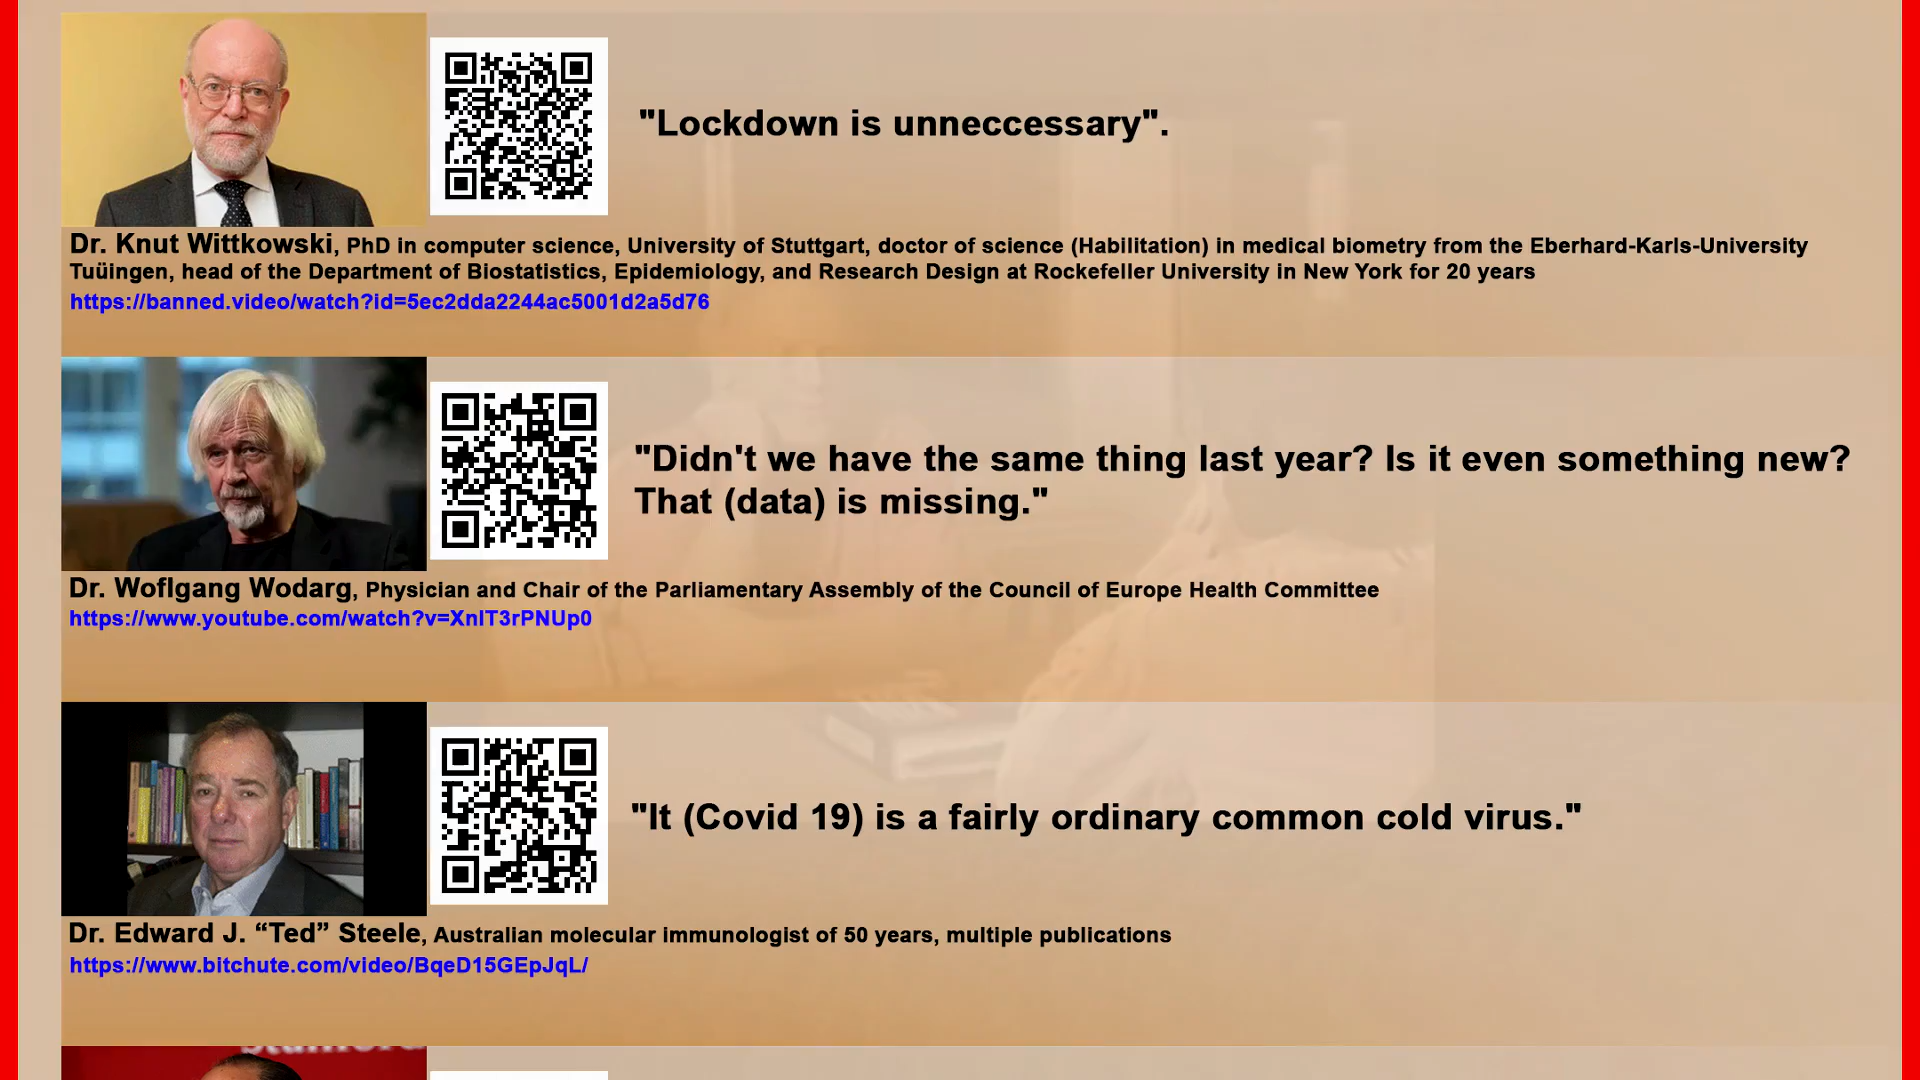 "Lockdown is unneccessary".
Dr. Knut Wittkowski, PhD in computer science, University of Stuttgart, doctor of science (Habilitation) in medical biometry from the Eberhard-Karls-University
Tuüingen, head of the Department of Biostatistics, Epidemiology, and Research Design at Rockefeller University in New York for 20 years
https://banned.video/watch?id=5ec2dda2244ac5001d2a5d76
"Didn't we have the same thing last year? Is it even something new?
That (data) is missing."
Dr. Woflgang Wodarg, Physician and Chair of the Parliamentary Assembly of the Council of Europe Health Committee
https://www.youtube.com/watch?v=XnIT3rPNUp0
"It (Covid 19) is a fairly ordinary common cold virus."
Dr. Edward J. “Ted” Steele, Australian molecular immunologist of 50 years, multiple publications
https://www.bitchute.com/video/BqeD15GEpJqL/